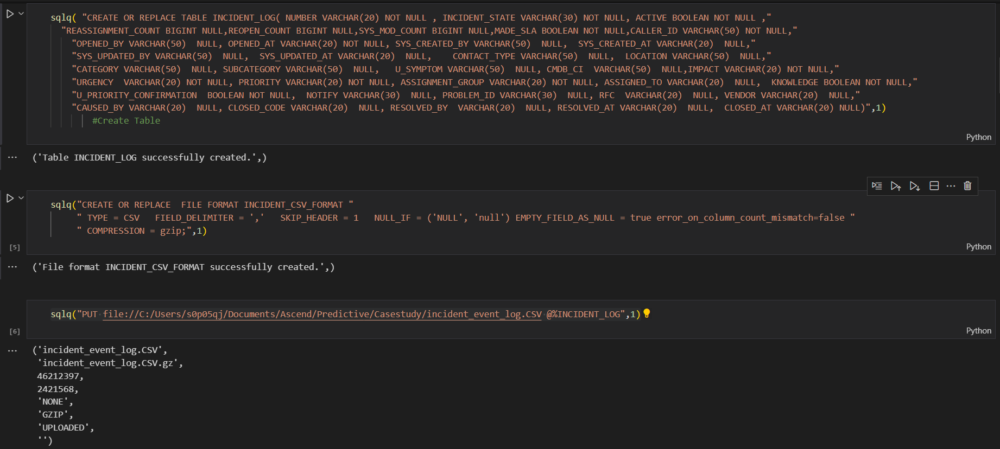 sqlq( "CREATE OR REPLACE TABLE INCIDENT_LOG( NUMBER VARCHAR(20) NOT NULL , INCIDENT_STATE VARCHAR(30) NOT NULL, ACTIVE BOOLEAN NOT NULL ,"
"REASSIGNMENT_COUNT BIGINT NULL,REOPEN_COUNT BIGINT NULL,SYS_MOD_COUNT BIGINT NULL,MADE_SLA BOOLEAN NOT NULL,CALLER_ID VARCHAR(50) NOT NULL,"
"OPENED_BY VARCHAR(50)  NULL, OPENED_AT VARCHAR(20) NOT NULL, SYS_CREATED_BY VARCHAR(50)  NULL,  SYS_CREATED_AT VARCHAR(20)  NULL,"
"SYS_UPDATED_BY VARCHAR(50)  NULL,  SYS_UPDATED_AT VARCHAR(20)  NULL,    CONTACT_TYPE VARCHAR(50)  NULL,  LOCATION VARCHAR(50)  NULL,"
"CATEGORY VARCHAR(50)  NULL, SUBCATEGORY VARCHAR(50)  NULL,   U_SYMPTOM VARCHAR(50)  NULL, CMDB_CI  VARCHAR(50)  NULL,IMPACT VARCHAR(20) NOT NULL,"
"URGENCY  VARCHAR(20) NOT NULL, PRIORITY VARCHAR(20) NOT NULL, ASSIGNMENT_GROUP VARCHAR(20) NOT NULL, ASSIGNED_TO VARCHAR(20)  NULL,  KNOWLEDGE BOOLEAN NOT NULL,"
"U_PRIORITY_CONFIRMATION  BOOLEAN NOT NULL,  NOTIFY VARCHAR(30)  NULL, PROBLEM_ID VARCHAR(30)  NULL, RFC  VARCHAR(20)  NULL, VENDOR VARCHAR(20)  NULL,"
"CAUSED_BY VARCHAR(20)  NULL, CLOSED_CODE VARCHAR(20)  NULL, RESOLVED_BY  VARCHAR(20)  NULL, RESOLVED_AT VARCHAR(20)  NULL,  CLOSED_AT VARCHAR(20) NULL)",1)
#Create Table
Python
('Table INCIDENT_LOG successfully created.',)
sqlq("CREATE OR REPLACE  FILE FORMAT INCIDENT_CSV_FORMAT "
" TYPE = CSV   FIELD_DELIMITER = ','   SKIP_HEADER = 1   NULL_IF = ('NULL', 'null') EMPTY_FIELD_AS_NULL = true error_on_column_count_mismatch=false "
" COMPRESSION = gzip;",1)
[5]
Python
('File format INCIDENT_CSV_FORMAT successfully created.',)
sqlq("PUT file://C:/Users/s0p05qj/Documents/Ascend/Predictive/Casestudy/incident_event_log.CSV @%INCIDENT_LOG",1)
[6]
Python
('incident_event_log.CSV',
'incident_event_log.CSV.gz',
46212397,
2421568,
'NONE',
'GZIP',
'UPLOADED',
'')